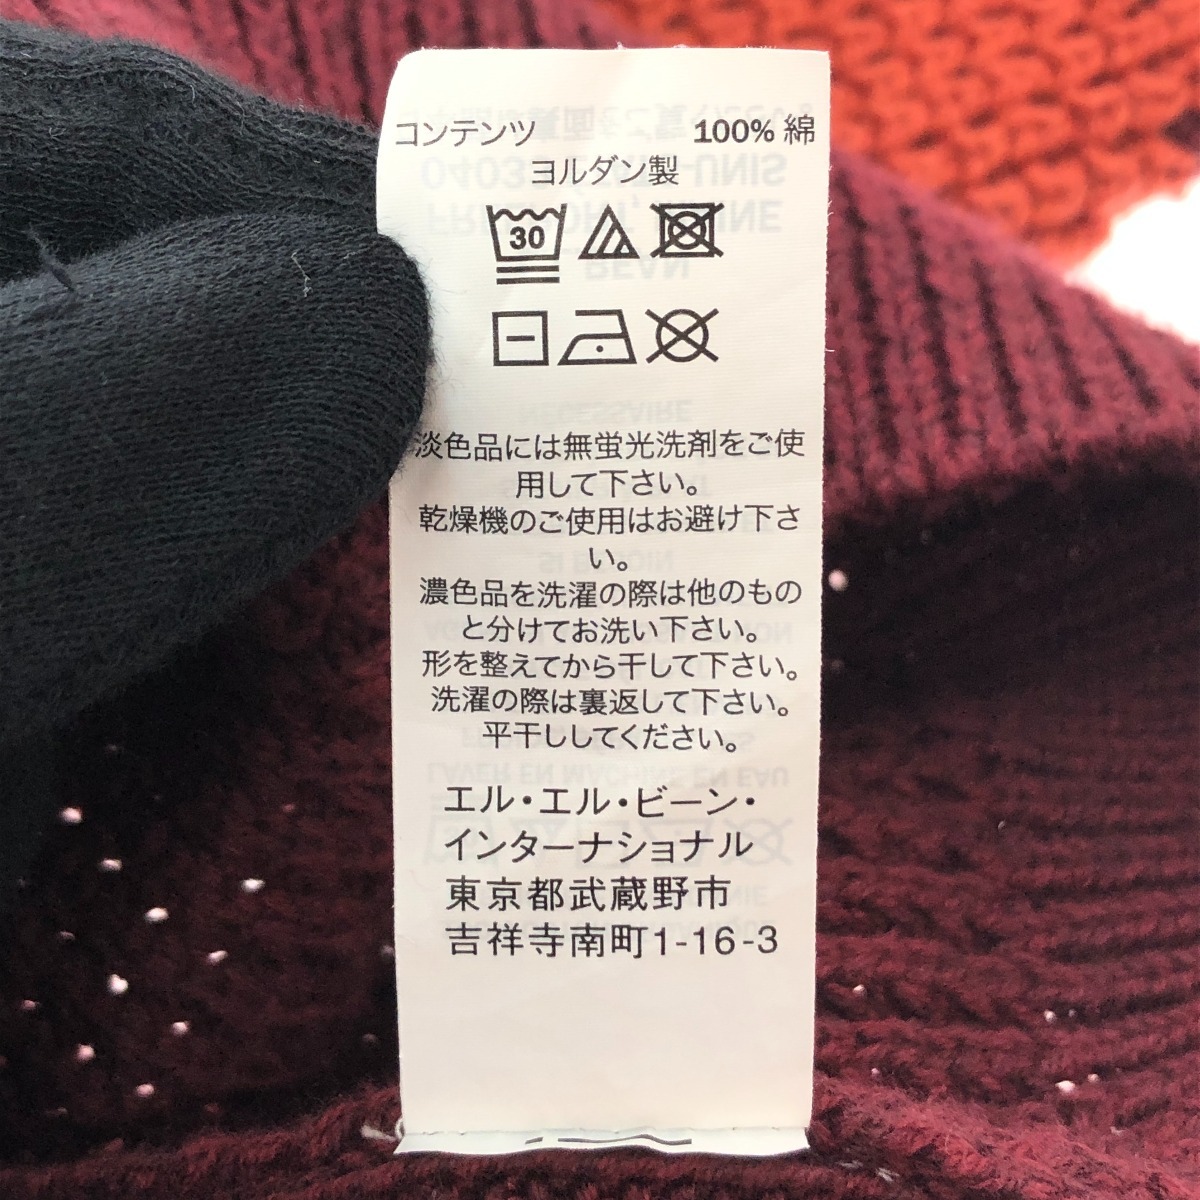 コンテンツ 100% 綿
ヨルダン製
30
淡色品には無蛍光洗剤をご使
用して下さい。
乾燥機のご使用はお避け下さ
い。
濃色品を洗濯の際は他のもの
と分けてお洗い下さい。
形を整えてから干して下さい。
洗濯の際は裏返して下さい。
平干ししてください。
エル・エル・ビーン・
インターナショナル
東京都武蔵野市
吉祥寺南町1-16-3